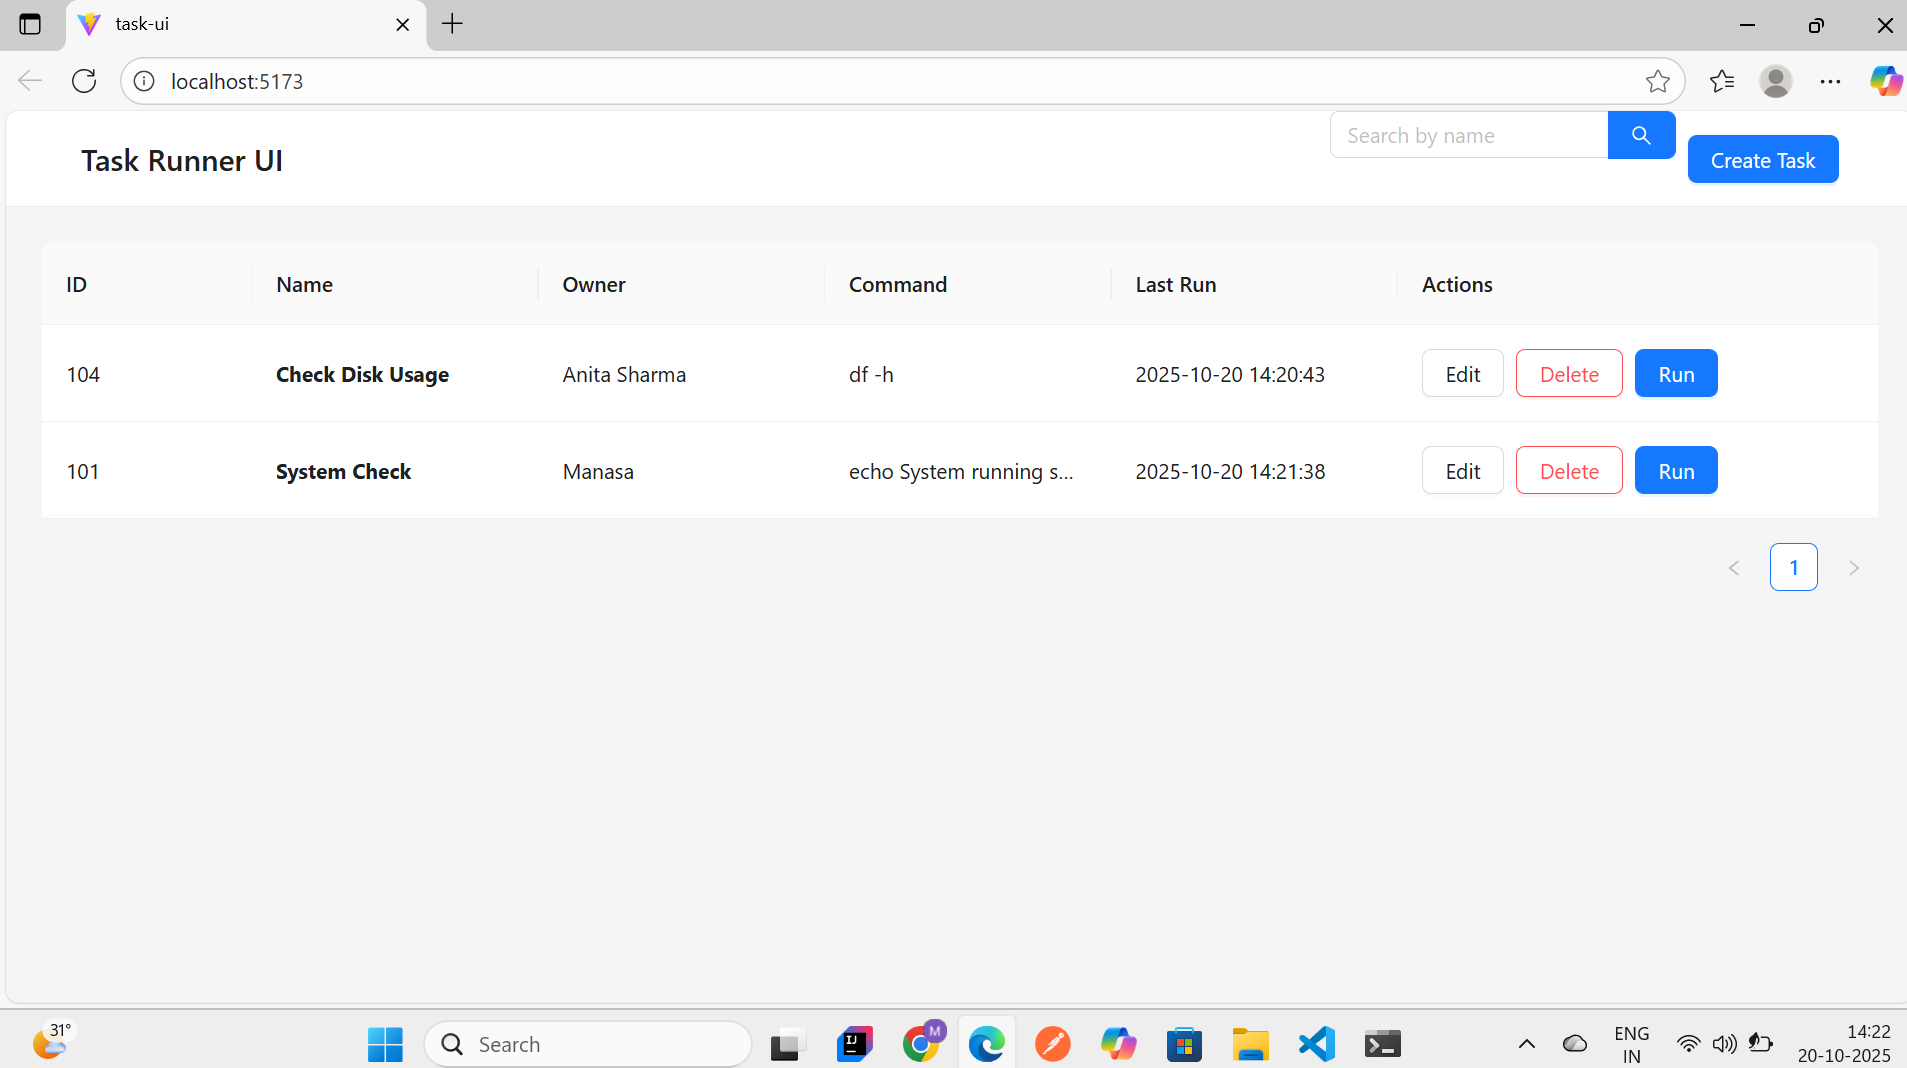 task-ui
localhost:5173
Task Runner UI
Search by name
Create Task
ID Name Owner Command Last Run Actions
104 Check Disk Usage Anita Sharma df -h 2025-10-20 14:20:43 Edit Delete Run
101 System Check Manasa echo System running s... 2025-10-20 14:21:38 Edit Delete Run
< 1 >
31°
Search
IJ
M
ENG
IN
14:22
20-10-2025